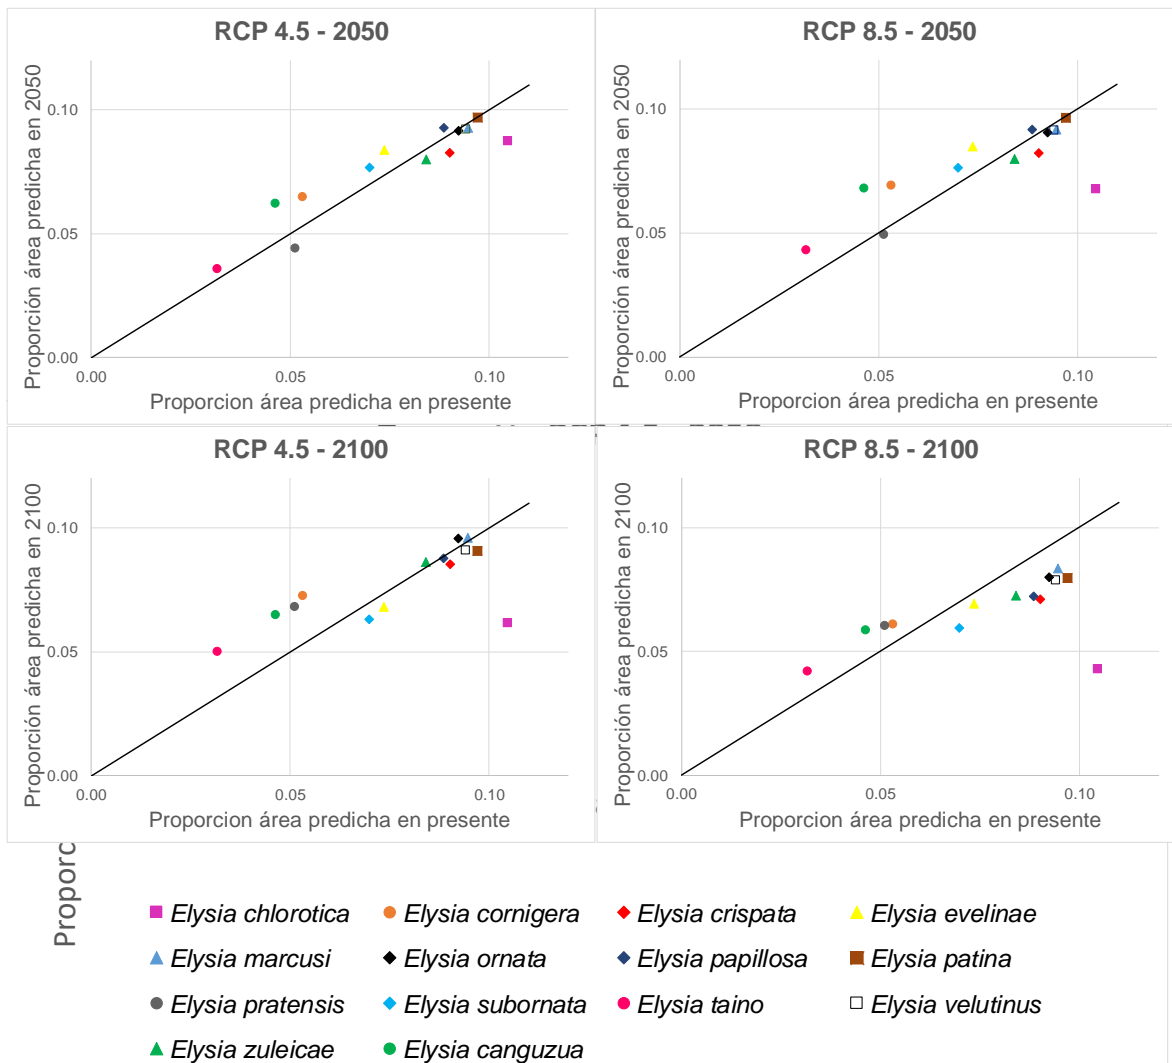 RCP 4.5 - 2050
Proporción área predicha en 2050
0.10
0.05
0.00
0.00 0.05 0.10
Proporcion área predicha en presente
RCP 8.5 - 2050
Proporción área predicha en 2050
0.10
0.05
0.00
0.00 0.05 0.10
Proporcion área predicha en presente
RCP 4.5 - 2100
Proporción área predicha en 2100
0.10
0.05
0.00
0.00 0.05 0.10
Proporcion área predicha en presente
RCP 8.5 - 2100
Proporción área predicha en 2100
0.10
0.05
0.00
0.00 0.05 0.10
Proporcion área predicha en presente
Elysia chlorotica Elysia cornigera Elysia crispata Elysia evelinae
Elysia marcusi Elysia ornata Elysia papillosa Elysia patina
Elysia pratensis Elysia subornata Elysia taino Elysia velutinus
Elysia zuleicae Elysia canguzua